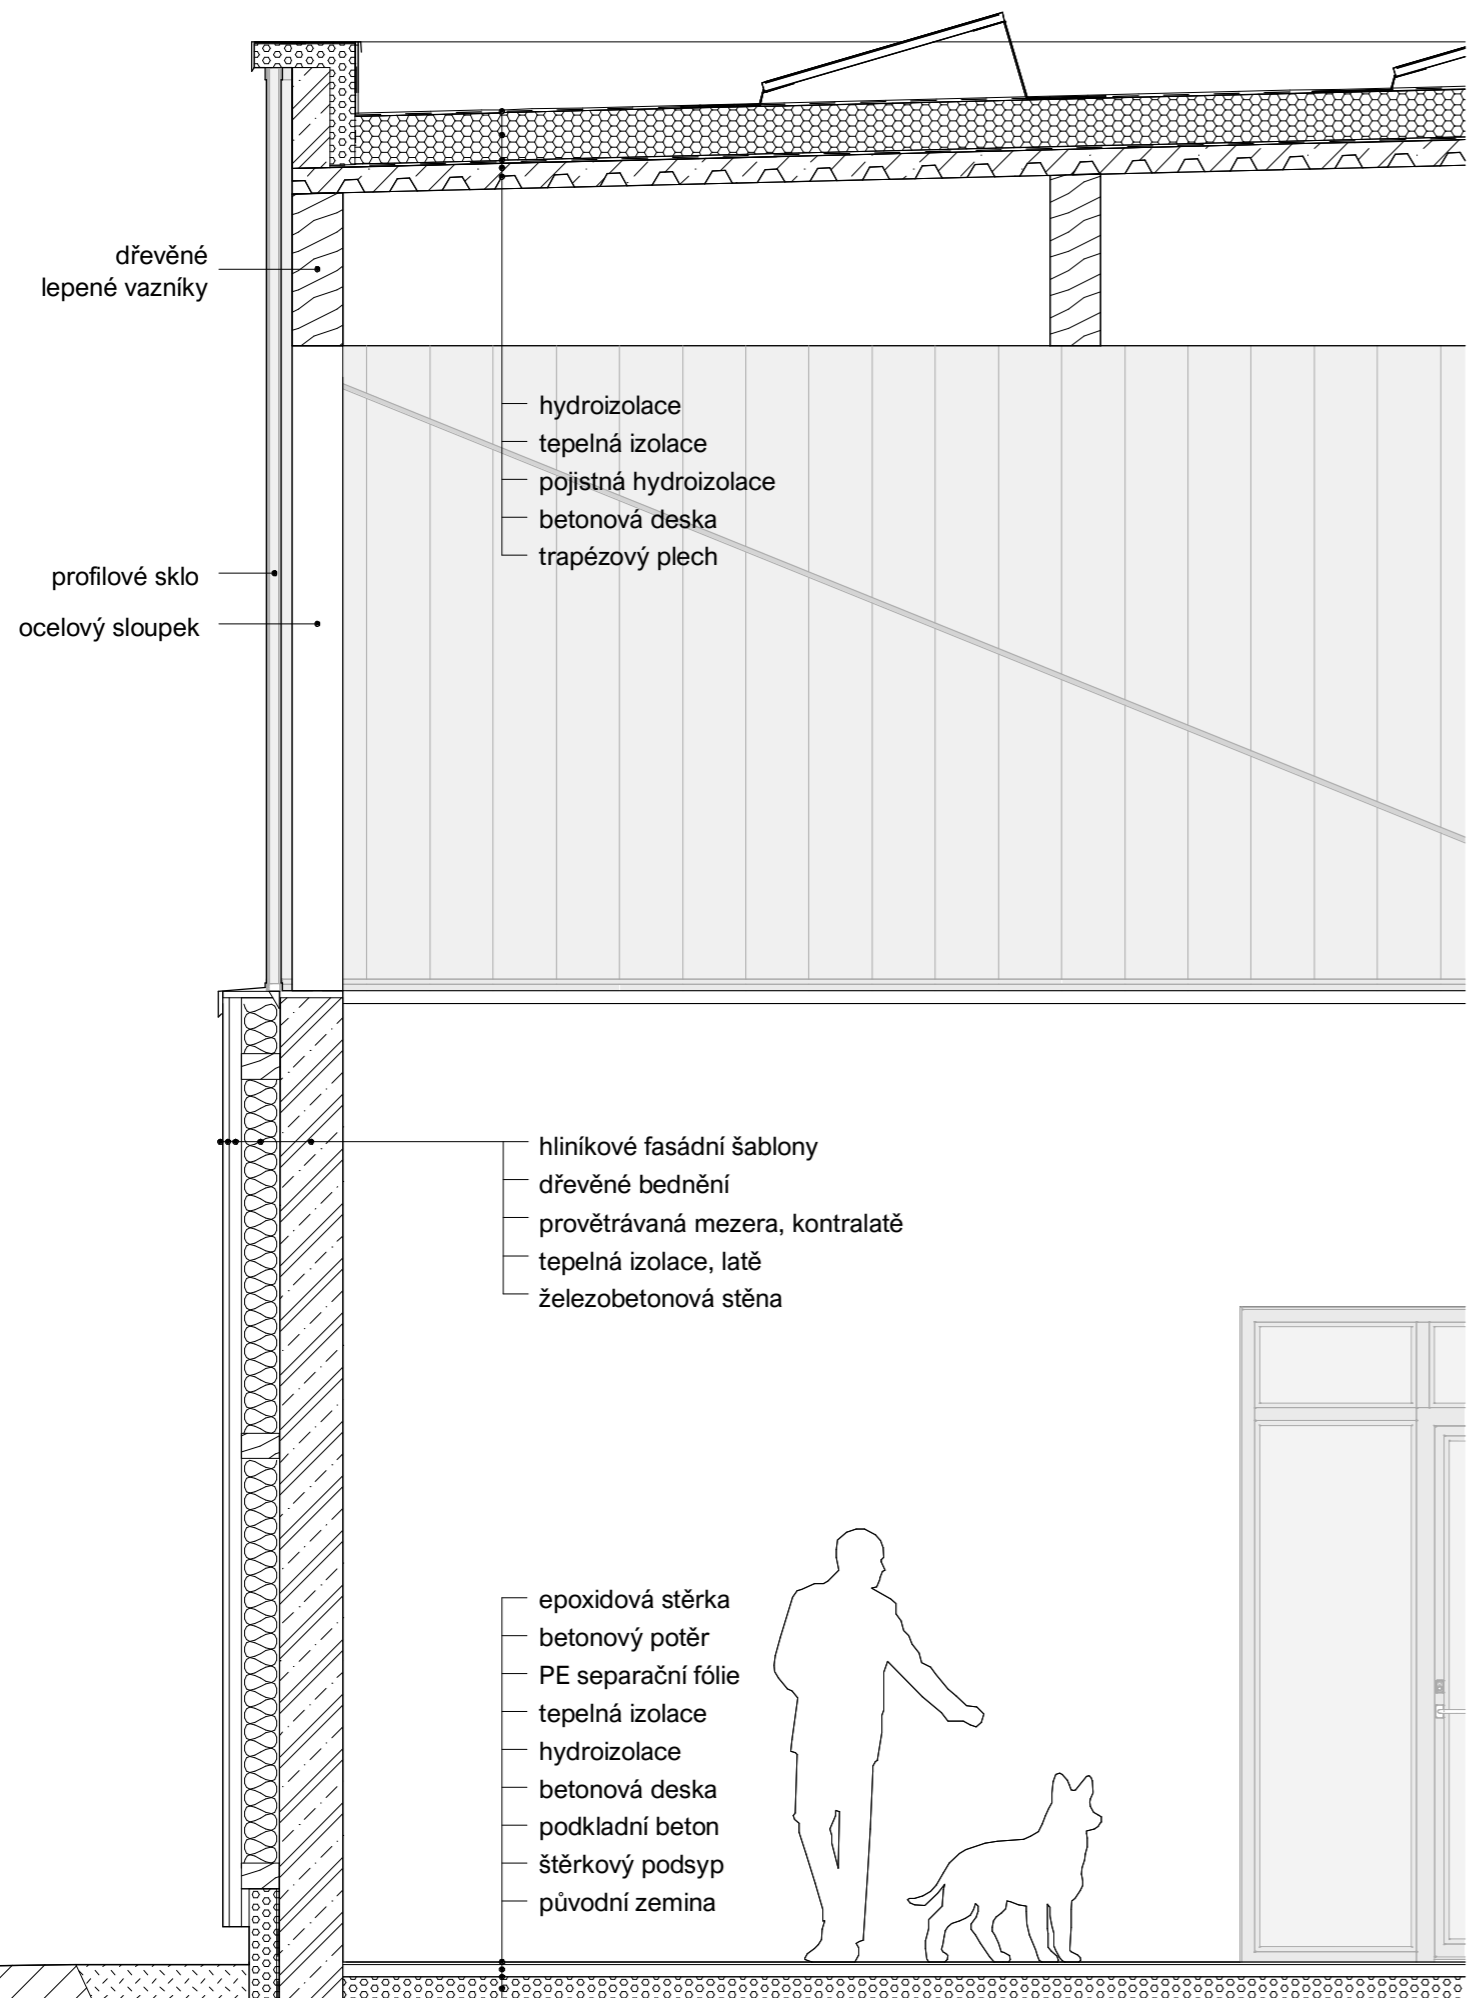 dřevěné
lepené vazníky
hydroizolace
tepelná izolace
pojistná hydroizolace
betonová deska
trapézový plech
profilové sklo
ocelový sloupek
hliníkové fasádní šablony
dřevěné bednění
provětrávaná mezera, kontralatě
tepelná izolace, latě
železobetonová stěna
epoxidová stěrka
betonový potěr
PE separační fólie
tepelná izolace
hydroizolace
betonová deska
podkladní beton
štěrkový podsyp
původní zemina